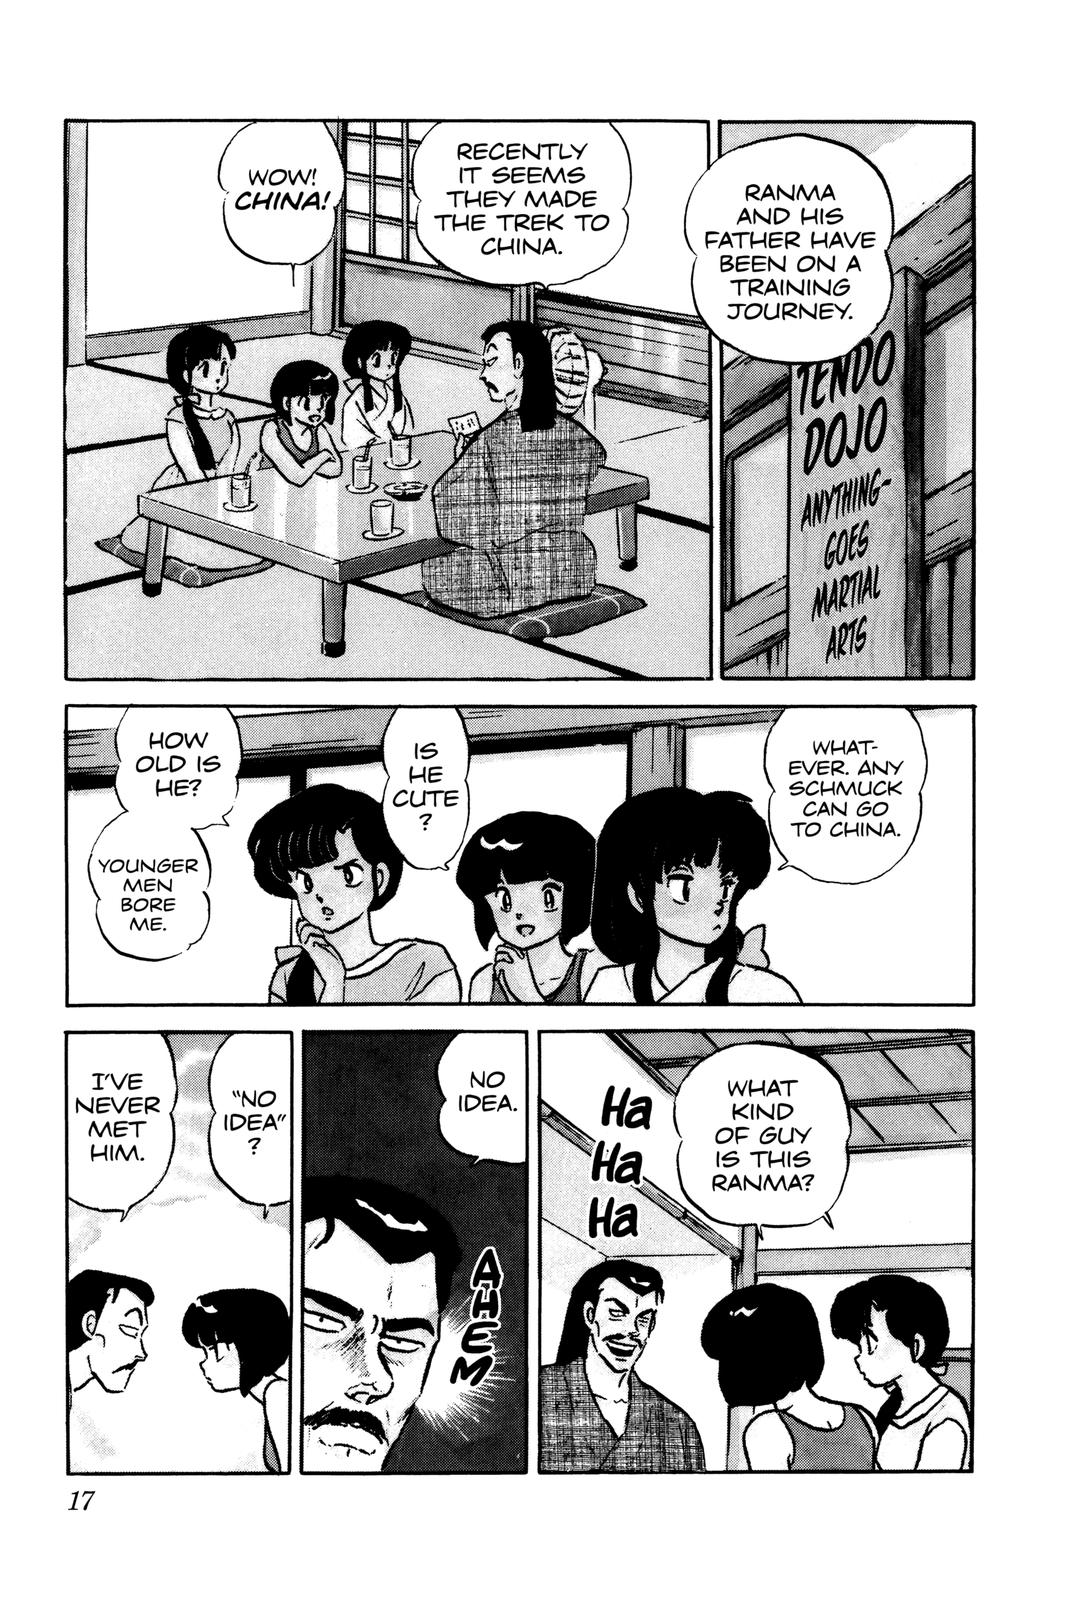 RANMA
AND HIS
FATHER HAVE
BEEN ON A
TRAINING
JOURNEY.
TENDO
DOJO
ANYTHING-
GOES
MARTIAL
ARTS
RECENTLY
IT SEEMS
THEY MADE
THE TREK TO
CHINA.
WOW!
CHINA!
WHAT-
EVER. ANY
SCHMUCK
CAN GO
TO CHINA.
IS
HE
CUTE
?
HOW
OLD IS
HE?
YOUNGER
MEN
BORE
ME.
WHAT
KIND
OF GUY
IS THIS
RANMA?
Ha
Ha
Ha
NO
IDEA.
AHEM
"NO
IDEA"
?
I'VE
NEVER
MET
HIM.
17